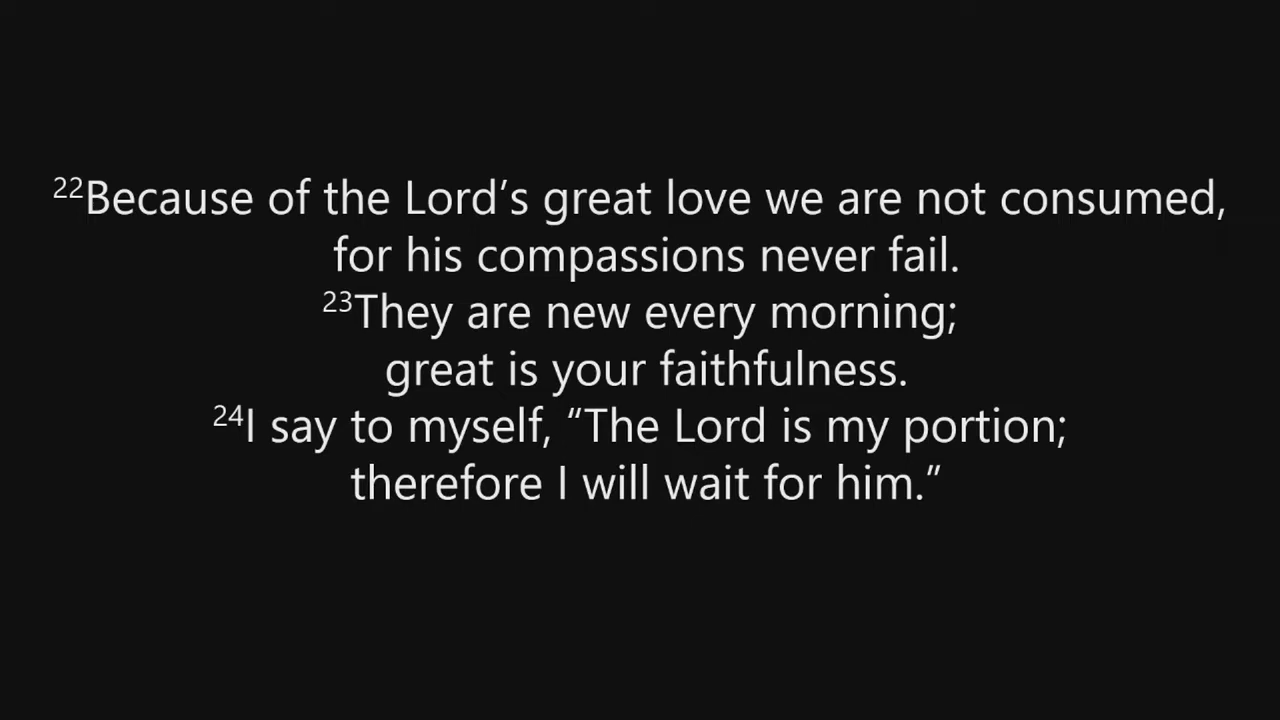 22Because of the Lord’s great love we are not consumed,
for his compassions never fail.
23They are new every morning;
great is your faithfulness.
24I say to myself, “The Lord is my portion;
therefore I will wait for him.”